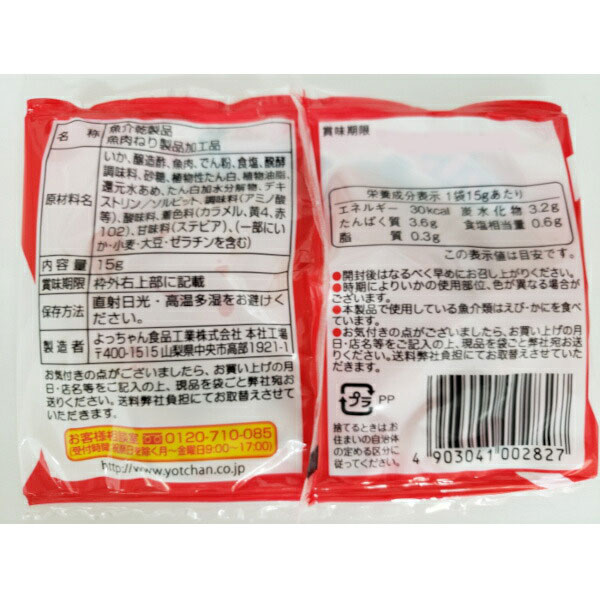 名　称 魚介乾製品
魚肉ねり製品加工品
原材料名 いか、醸造酢、魚肉、でん粉、食塩、醗酵
調味料、砂糖、植物性たん白、植物油脂、
還元水あめ、たん白加水分解物、デキ
ストリン/ソルビット、調味料(アミノ酸
等)、酸味料、着色料(カラメル、黄4、赤
102)、甘味料(ステビア)、(一部にい
か・小麦・大豆・ゼラチンを含む)
内容量 15g
賞味期限 枠外右上部に記載
保存方法 直射日光・高温多湿をお避けく
ださい。
製造者 よっちゃん食品工業株式会社 本社工場
〒400-1515 山梨県中央市高部1921-1
お気付きの点がございましたら、お買い上げの月
日・店名等をご記入の上、現品を袋ごと弊社宛お
送りください。送料弊社負担にてお取替えさせてい
ただきます。
お客様相談室 0120-710-085
(受付時間 祝祭日を除く月〜金曜日9:00〜17:00)
http://www.yotchan.co.jp
賞味期限
栄養成分表示 1袋15gあたり
エネルギー 30kcal 炭水化物 3.2g
たんぱく質 3.6g 食塩相当量 0.6g
脂質 0.3g
この表示値は目安です。
●開封後はなるべく早めにお召し上がりください。
●時期によりいかの使用部位、色が異なる場合が
ございます。
●本製品で使用している魚介類はえび・かにを食べ
ています。
●お気付きの点がございましたら、お買い上げの月
日・店名等をご記入の上、現品を袋ごと弊社宛お送
りください。送料弊社負担にてお取替えさせていた
だきます。
プラ PP
捨てるときはお
住まいの自治体
の定める区分に
従ってください。
4 903041 002827